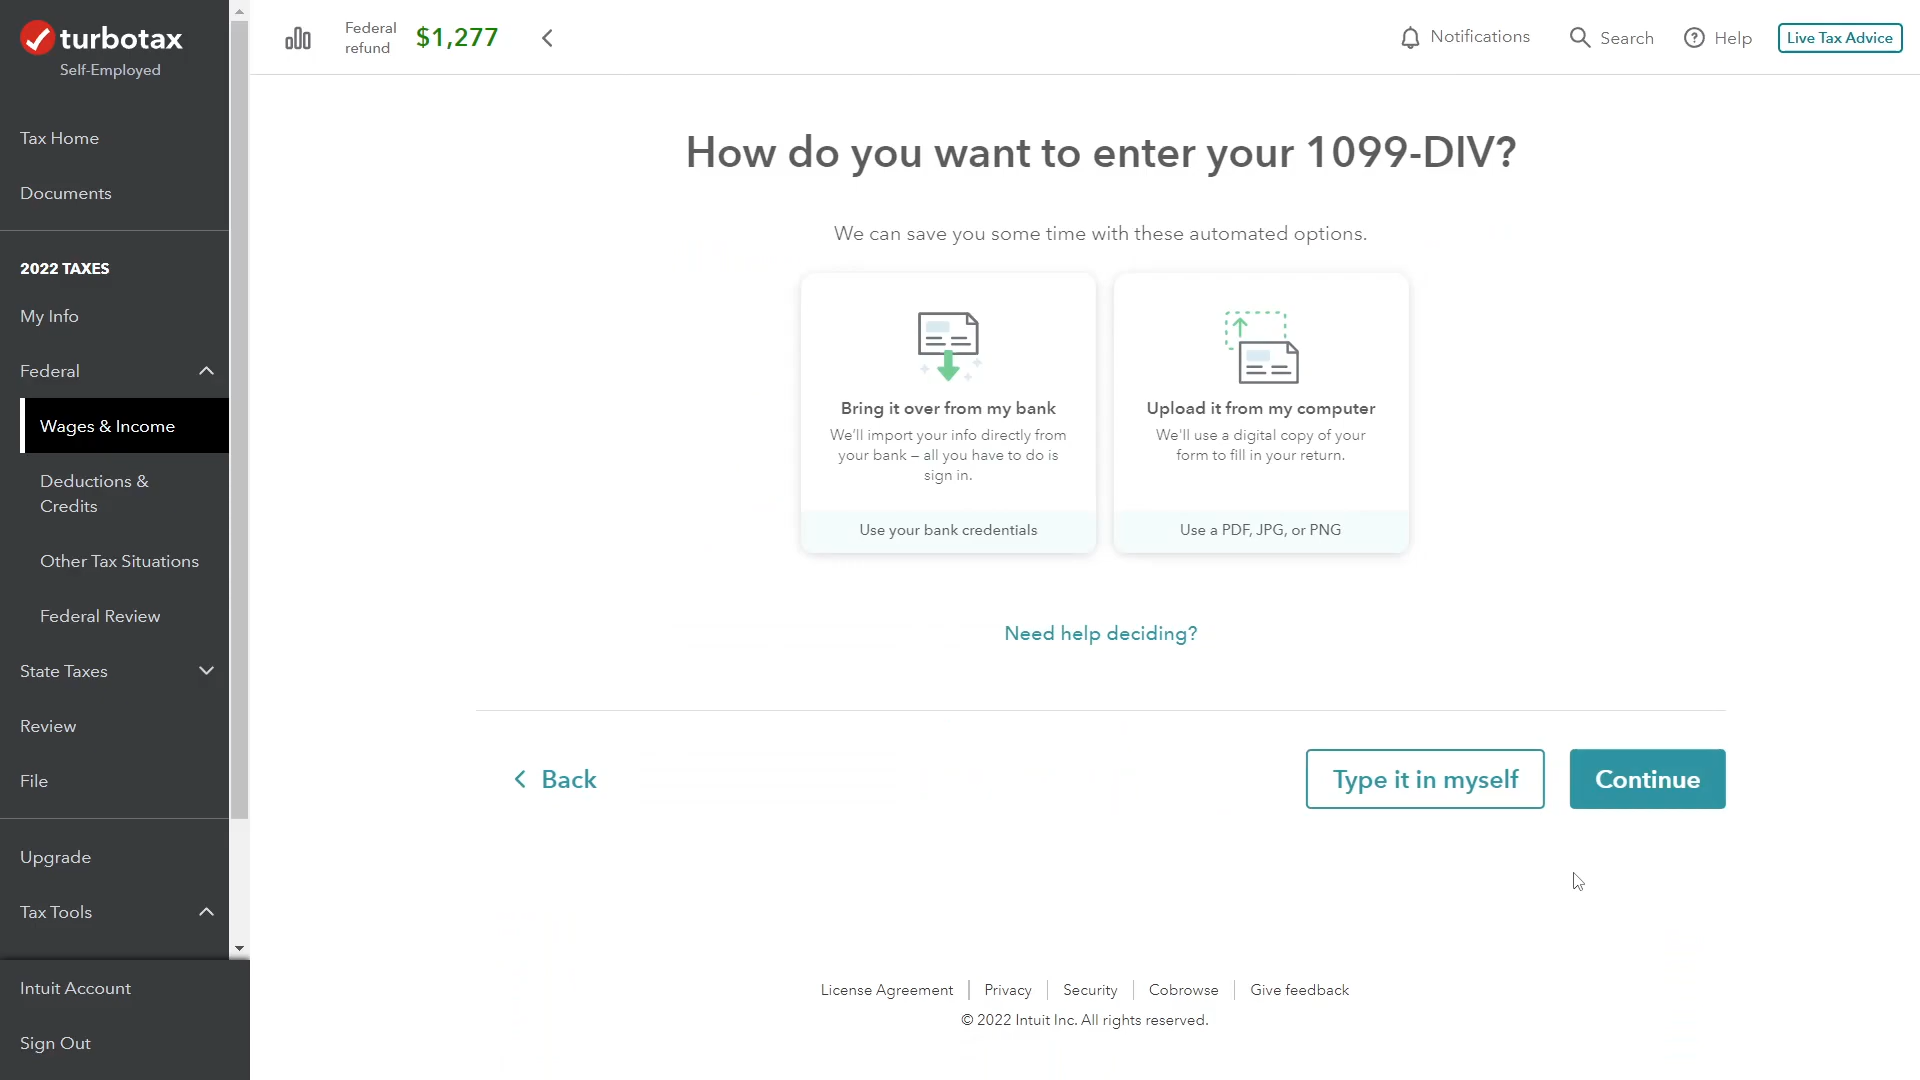 turbotax
Self-Employed
Tax Home
Documents
2022 TAXES
My Info
Federal
Wages & Income
Deductions &
Credits
Other Tax Situations
Federal Review
State Taxes
Review
File
Upgrade
Tax Tools
Intuit Account
Sign Out
Federal
refund
$1,277
Notifications
Search
Help
Live Tax Advice
How do you want to enter your 1099-DIV?
We can save you some time with these automated options.
Bring it over from my bank
We'll import your info directly from
your bank – all you have to do is
sign in.
Use your bank credentials
Upload it from my computer
We'll use a digital copy of your
form to fill in your return.
Use a PDF, JPG, or PNG
Need help deciding?
Back
Type it in myself
Continue
License Agreement
Privacy
Security
Cobrowse
Give feedback
© 2022 Intuit Inc. All rights reserved.